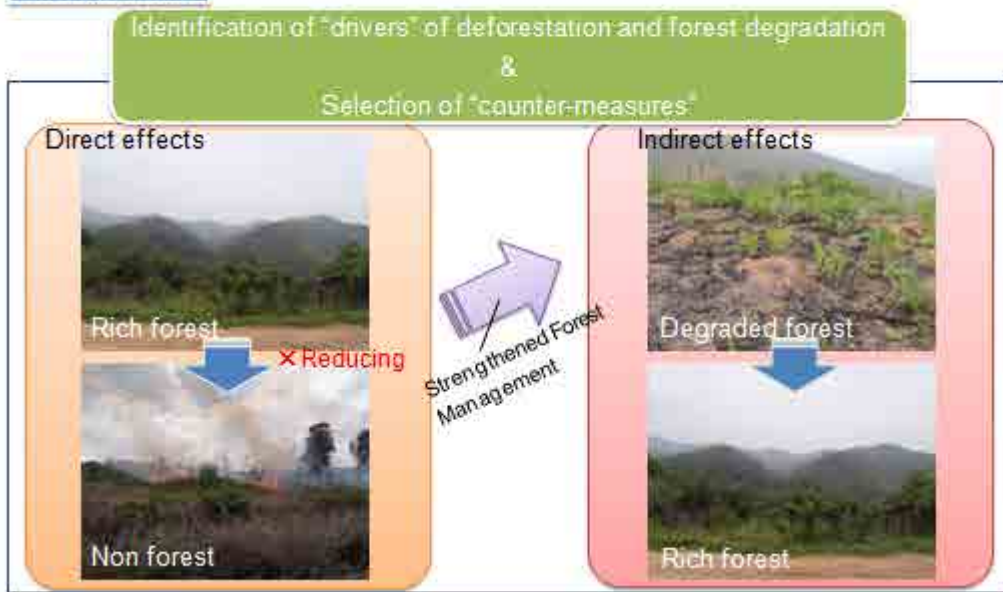 Identification of "drivers" of deforestation and forest degradation
&
Selection of "counter-measures"
Direct effects
Rich forest
× Reducing
Non forest
Strengthened Forest
Management
Indirect effects
Degraded forest
Rich forest